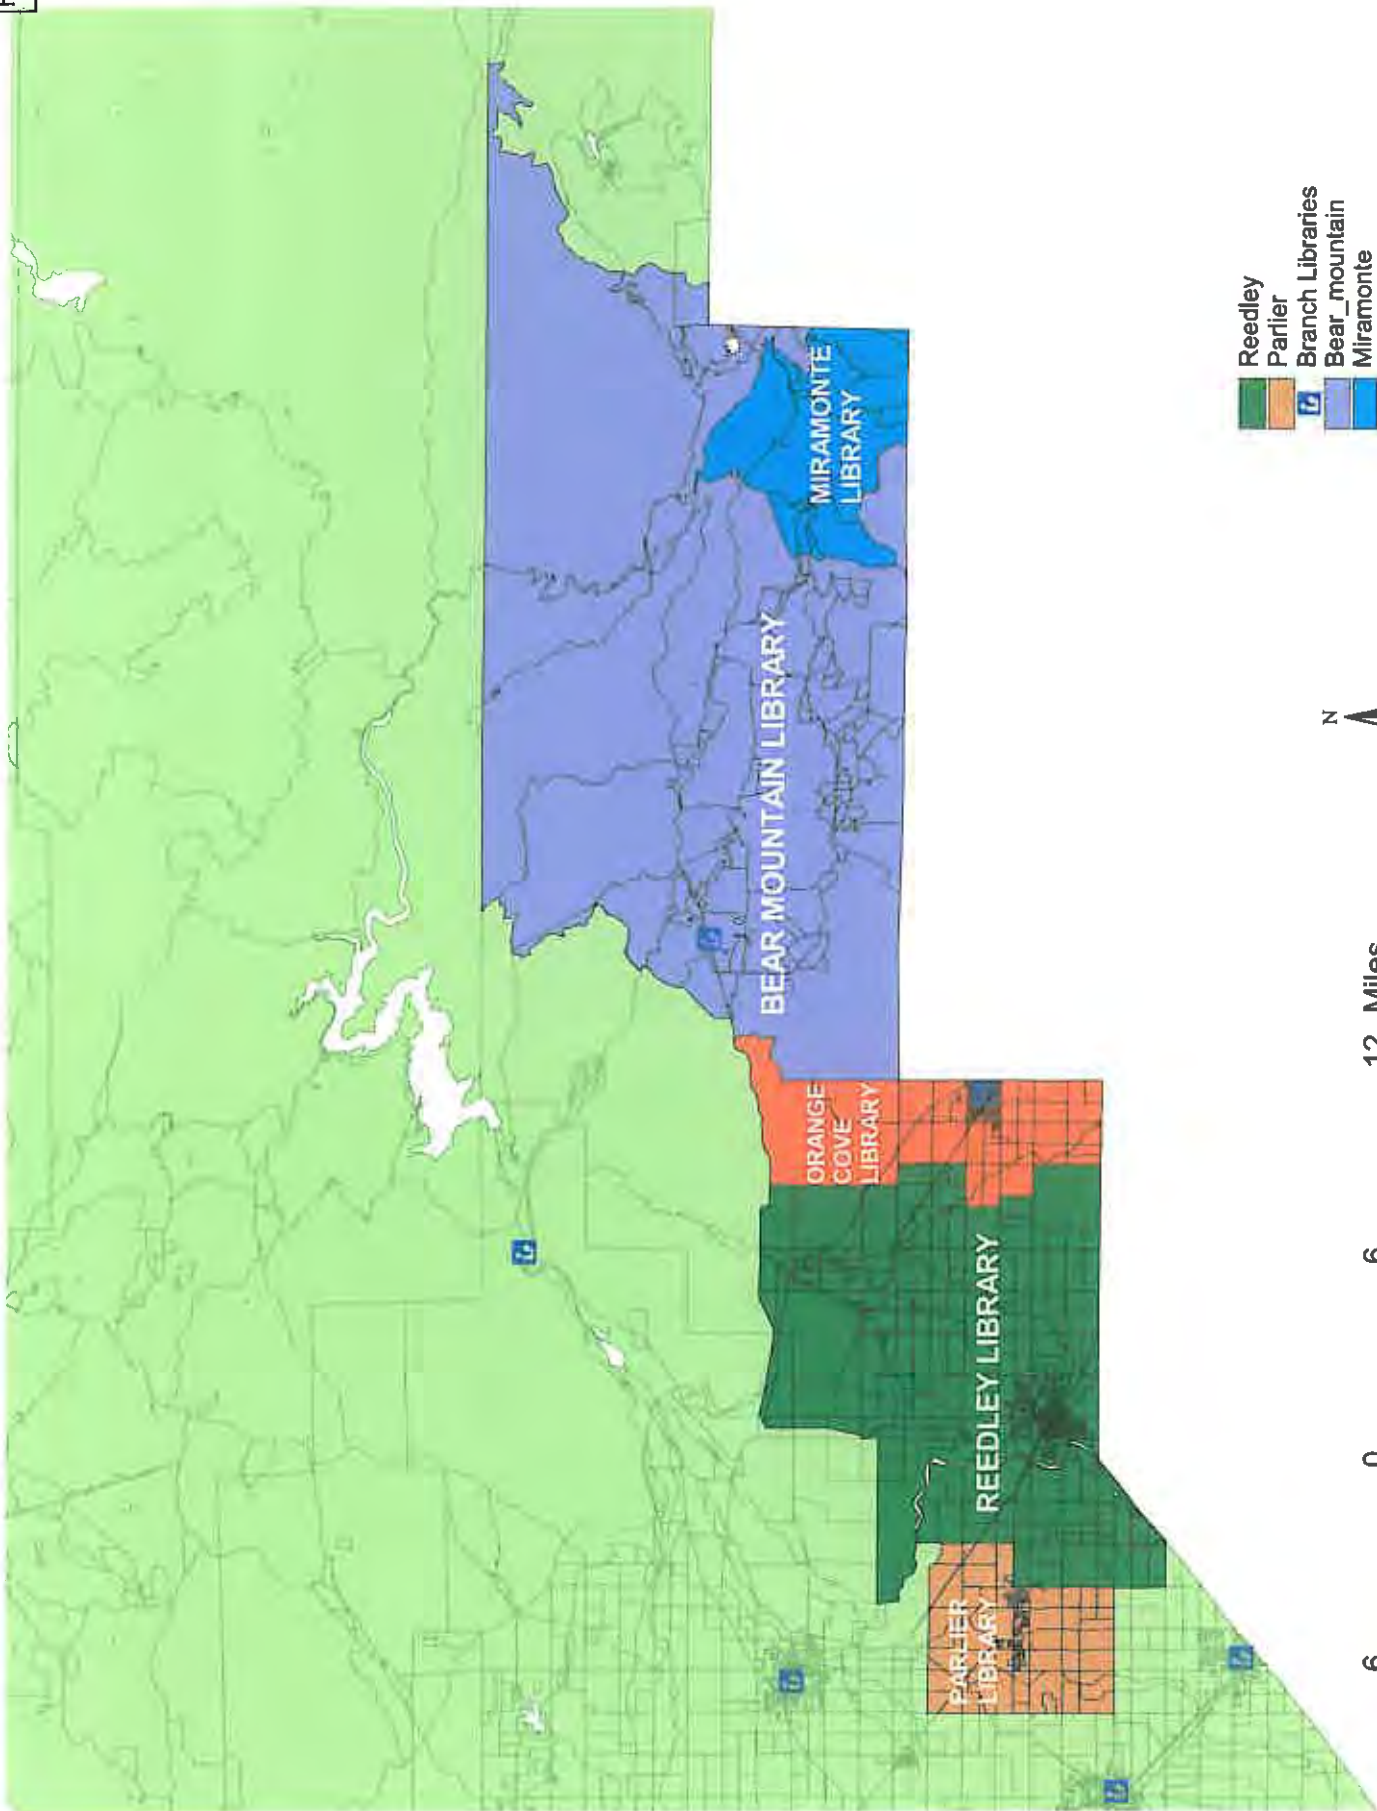 BEAR MOUNTAIN LIBRARY
MIRAMONTE
LIBRARY
ORANGE
COVE
LIBRARY
REEDLEY LIBRARY
PARLIER
LIBRARY
Reedley
Parlier
Branch Libraries
Bear_mountain
Miramonte
N
6 0 6 12 Miles